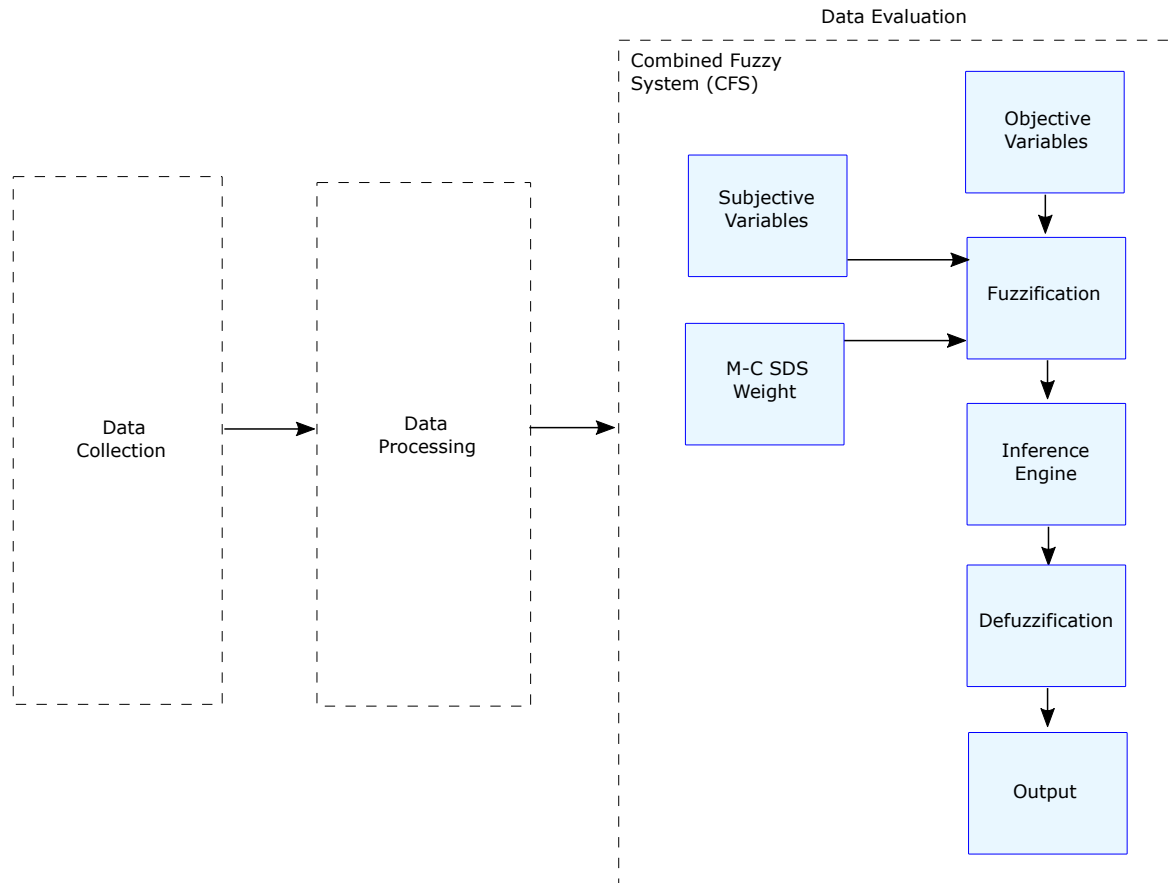 Data Evaluation
Combined Fuzzy
System (CFS)
Objective
Variables
Subjective
Variables
Fuzzification
M-C SDS
Weight
Data
Collection
Data
Processing
Inference
Engine
Defuzzification
Output